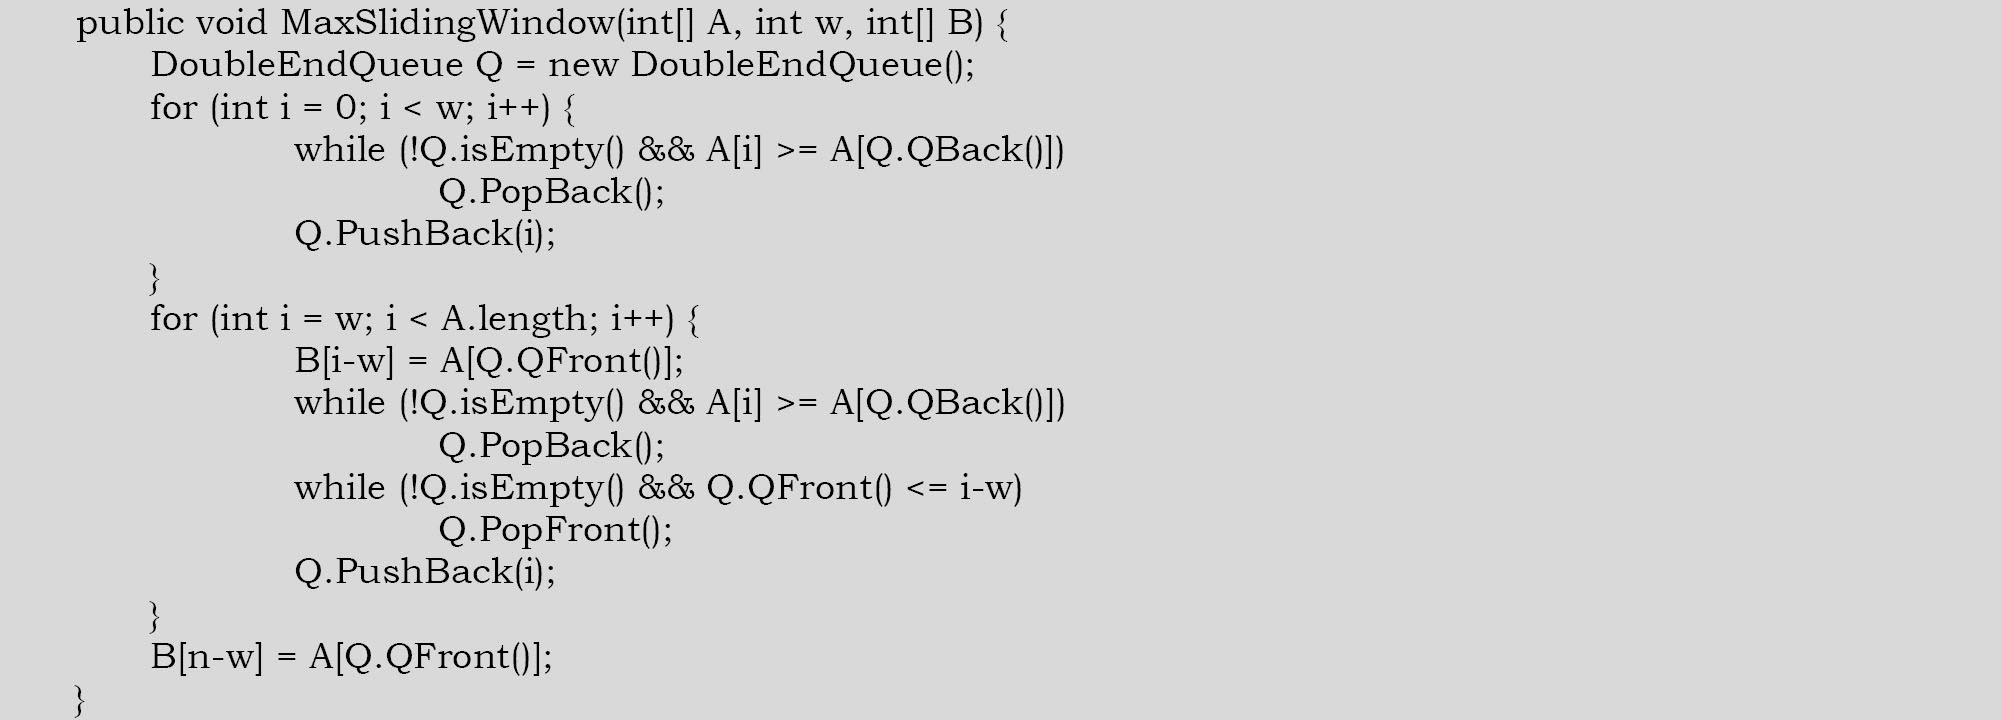 public void MaxSlidingWindow(int[] A, int w, int[] B) {
DoubleEndQueue Q = new DoubleEndQueue();
for (int i = 0; i < w; i++) {
while (!Q.isEmpty() && A[i] >= A[Q.QBack()])
Q.PopBack();
Q.PushBack(i);
}
for (int i = w; i < A.length; i++) {
B[i-w] = A[Q.QFront()];
while (!Q.isEmpty() && A[i] >= A[Q.QBack()])
Q.PopBack();
while (!Q.isEmpty() && Q.QFront() <= i-w)
Q.PopFront();
Q.PushBack(i);
}
B[n-w] = A[Q.QFront()];
}